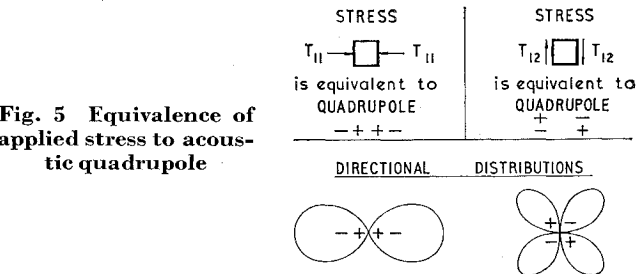 Fig. 5 Equivalence of
applied stress to acous-
tic quadrupole
STRESS
T11 T11
is equivalent to
QUADRUPOLE
- + + -
STRESS
T12 T12
is equivalent to
QUADRUPOLE
+ -
- +
DIRECTIONAL DISTRIBUTIONS
- + + -
+ -
- +